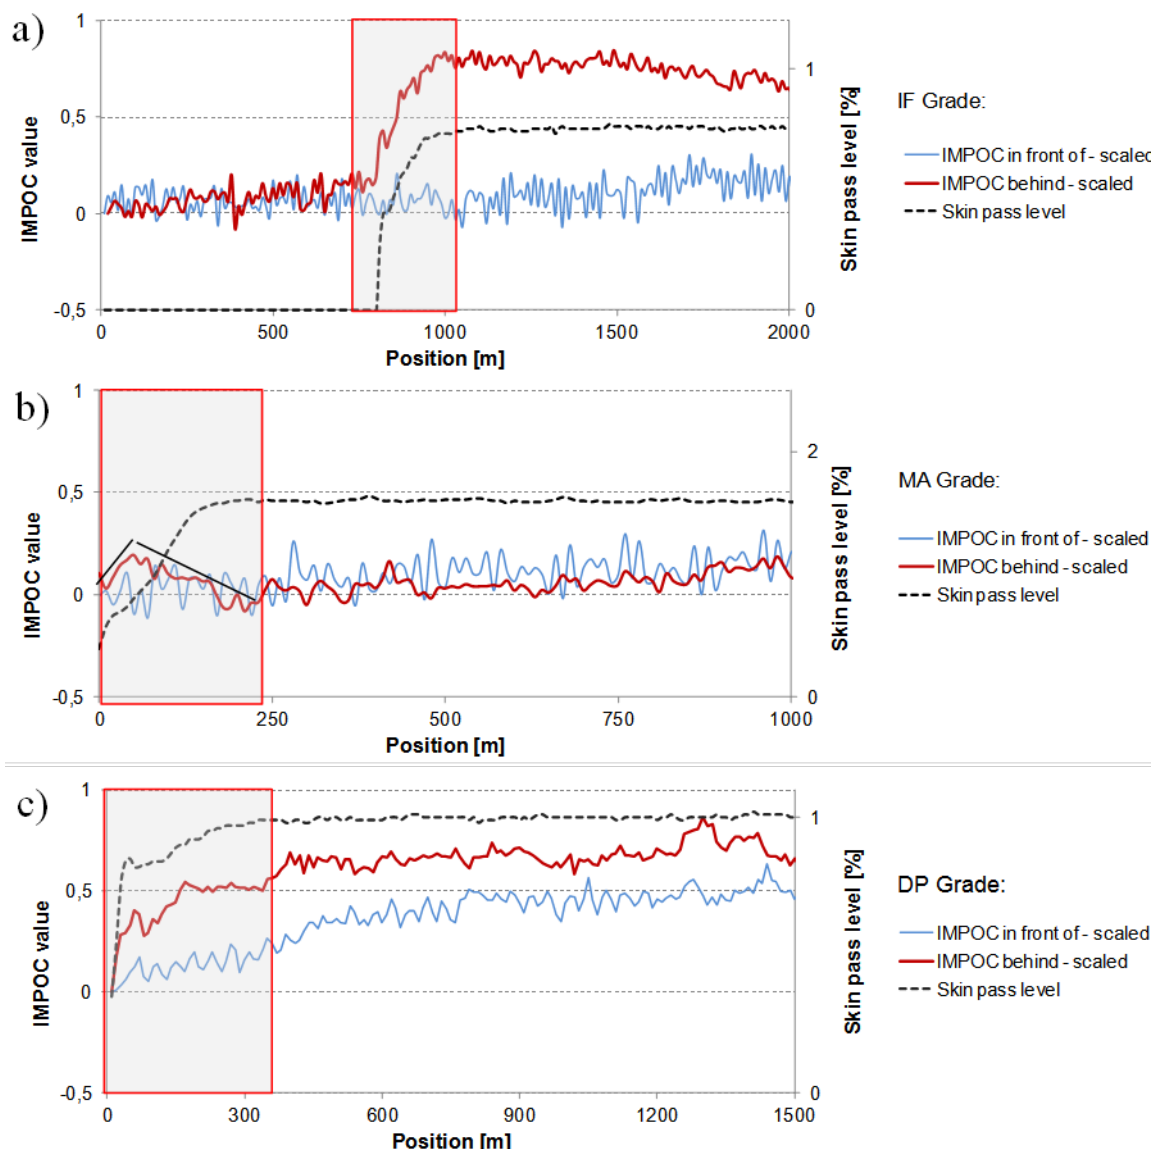 a)
1
0,5
0
-0,5
IMPOC value
0
500
1000
1500
2000
Position [m]
1
0
Skin pass level [%]
IF Grade:
IMPOC in front of - scaled
IMPOC behind - scaled
Skin pass level
b)
1
0,5
0
-0,5
IMPOC value
0
250
500
750
1000
Position [m]
2
0
Skin pass level [%]
MA Grade:
IMPOC in front of - scaled
IMPOC behind - scaled
Skin pass level
c)
1
0,5
0
-0,5
IMPOC value
0
300
600
900
1200
1500
Position [m]
1
0
Skin pass level [%]
DP Grade:
IMPOC in front of - scaled
IMPOC behind - scaled
Skin pass level